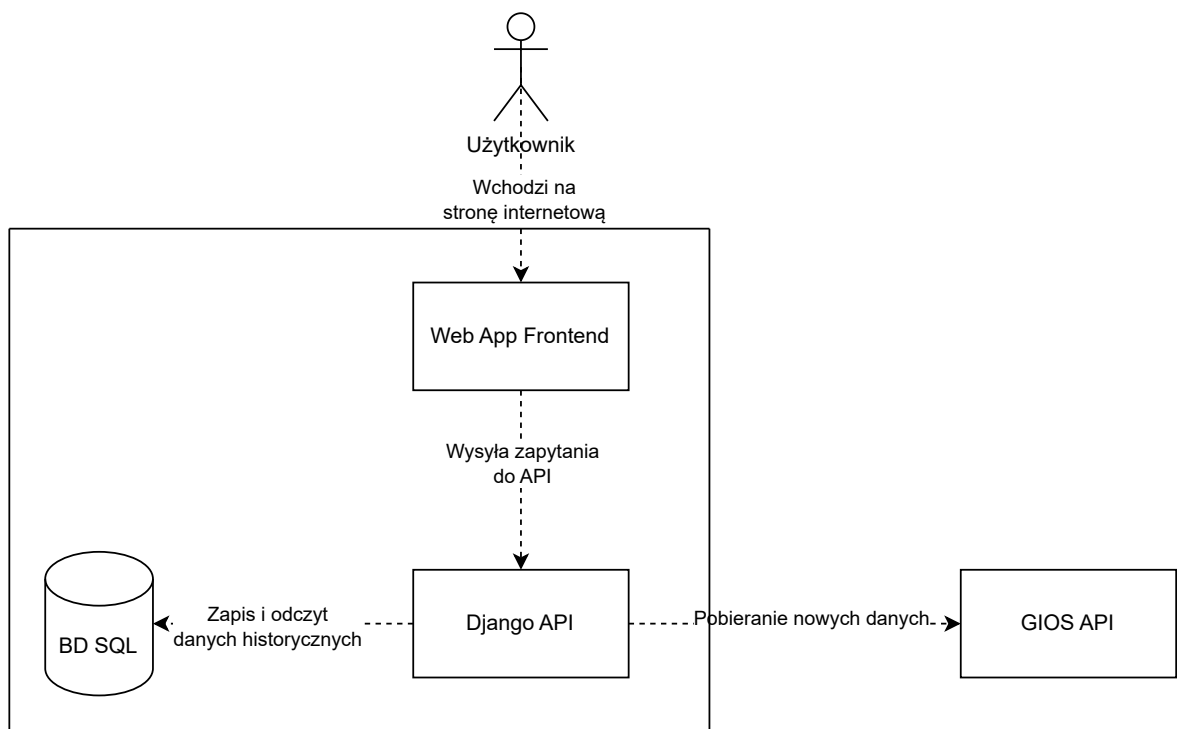 Użytkownik
Wchodzi na
stronę internetową
Web App Frontend
Wysyła zapytania
do API
BD SQL
Zapis i odczyt
danych historycznych
Django API
Pobieranie nowych danych
GIOS API